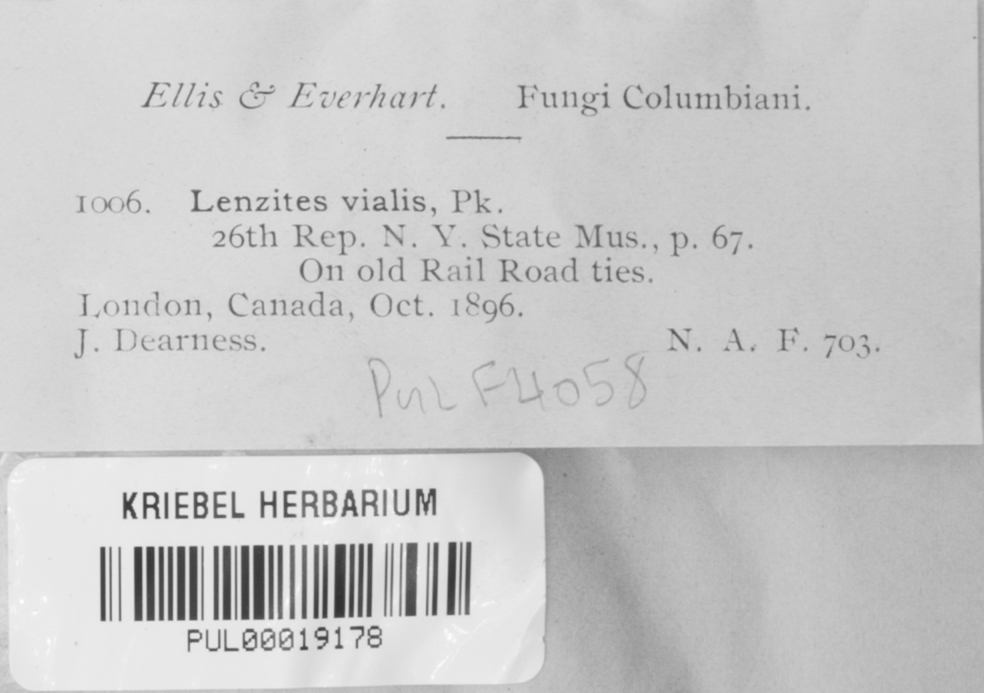 Ellis & Everhart. Fungi Columbiani.
1006. Lenzites vialis, Pk.
26th Rep. N. Y. State Mus., p. 67.
On old Rail Road ties.
London, Canada, Oct. 1896.
J. Dearness. N. A. F. 703.
PUL F4058
KRIEBEL HERBARIUM
PUL00019178